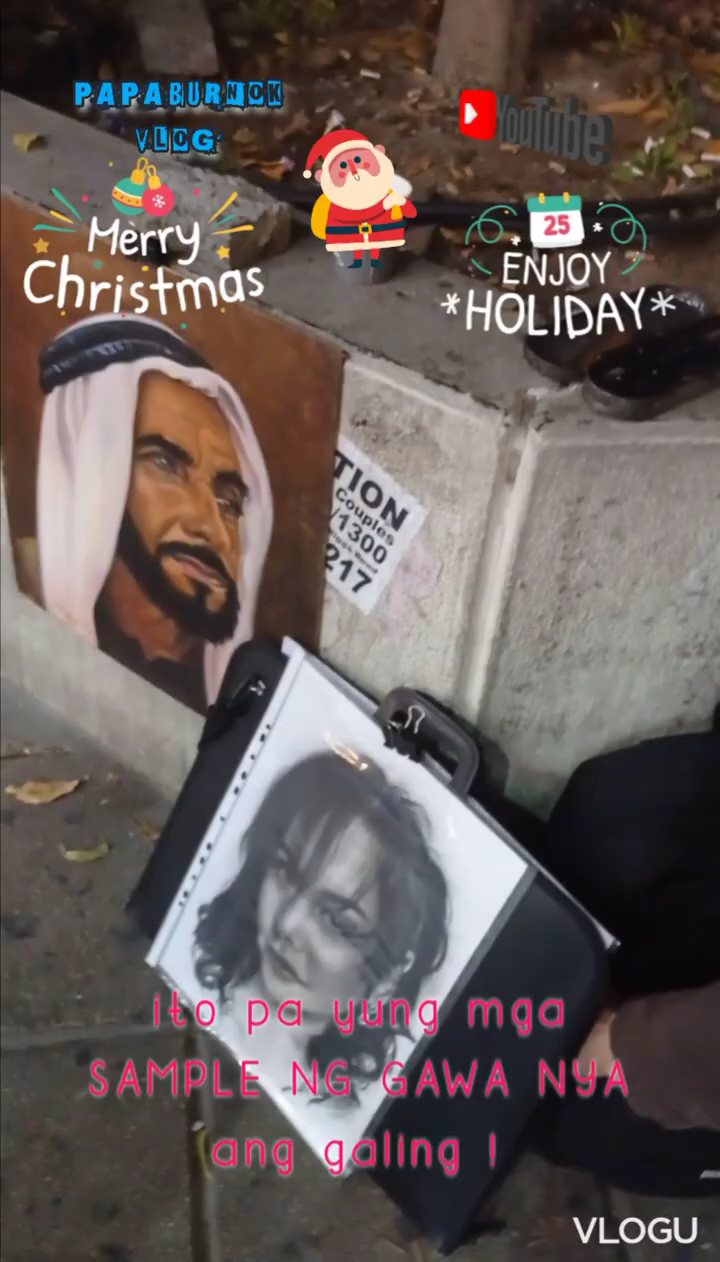 PAPABURNOK
VLOG
YouTube
Merry
Christmas
25
ENJOY
*HOLIDAY*
TION
Couples
/1300
217
ito pa yung mga
SAMPLE NG GAWA NYA
ang galing !
VLOGU